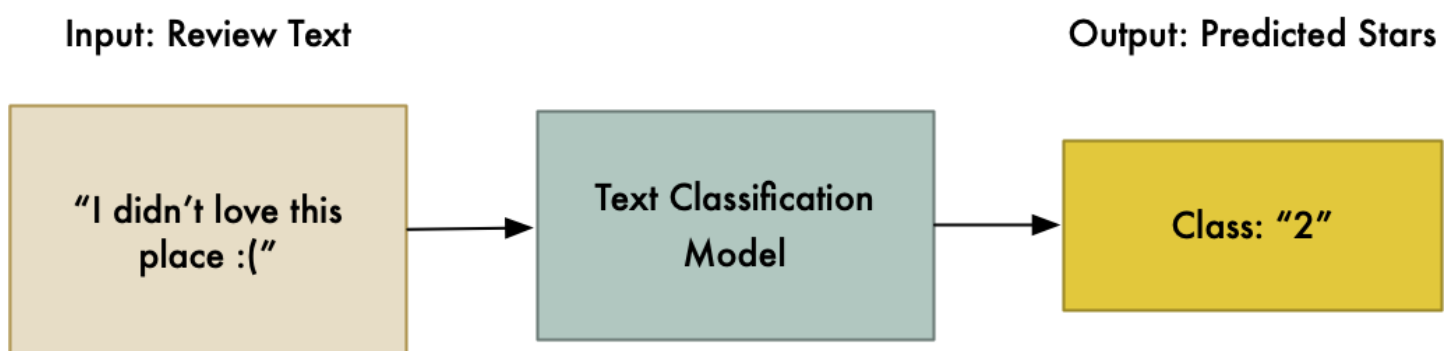 Input: Review Text
Output: Predicted Stars
“I didn’t love this
place :(”
Text Classification
Model
Class: “2”